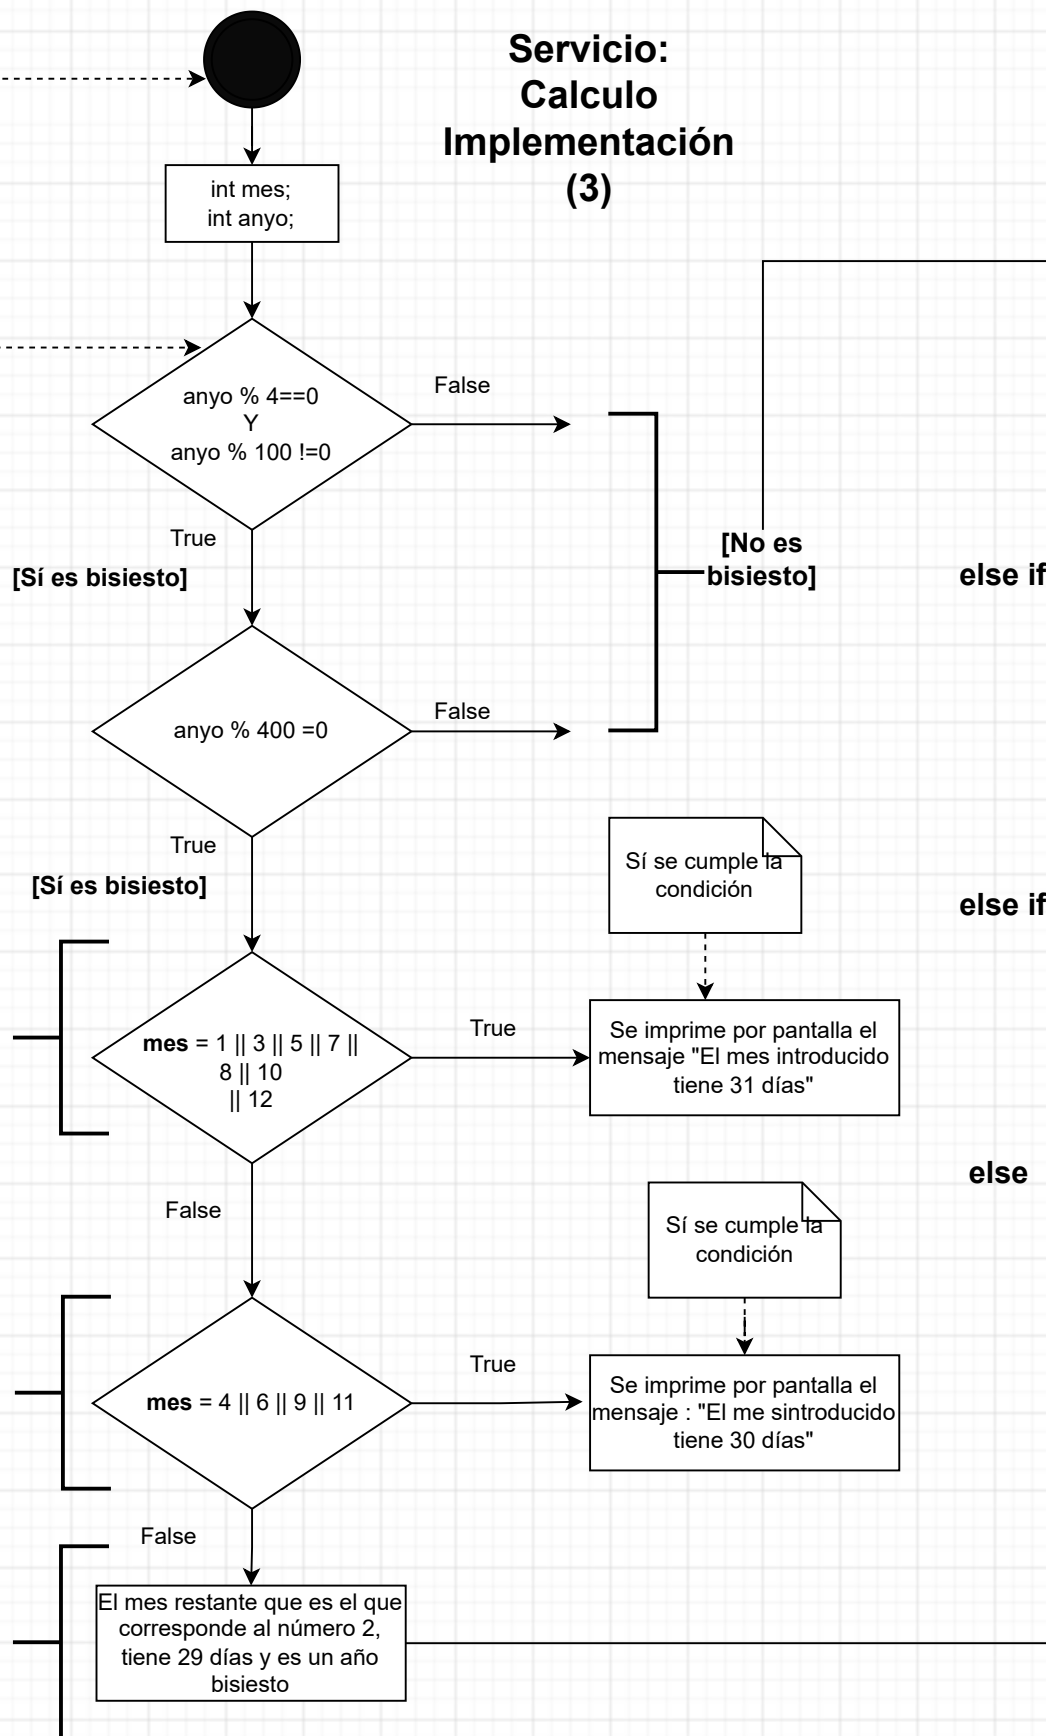 Servicio:
Calculo
Implementación
(3)
int mes;
int anyo;
anyo % 4==0
Y
anyo % 100 !=0
False
True
[Sí es bisiesto]
[No es
bisiesto]
else if
anyo % 400 =0
False
True
[Sí es bisiesto]
Sí se cumple la
condición
else if
mes = 1 || 3 || 5 || 7 ||
8 || 10
|| 12
True
Se imprime por pantalla el
mensaje "El mes introducido
tiene 31 días"
else
False
Sí se cumple la
condición
mes = 4 || 6 || 9 || 11
True
Se imprime por pantalla el
mensaje : "El me sintroducido
tiene 30 días"
False
El mes restante que es el que
corresponde al número 2,
tiene 29 días y es un año
bisiesto